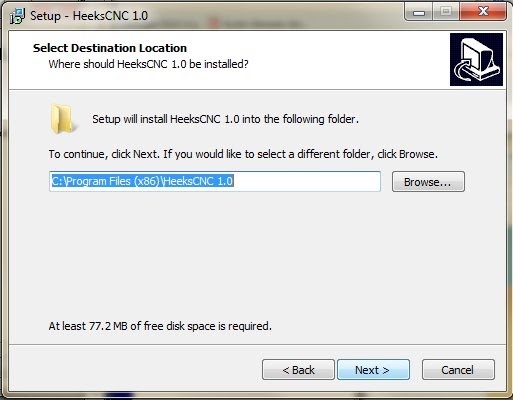 Setup - HeeksCNC 1.0
Select Destination Location
Where should HeeksCNC 1.0 be installed?
Setup will install HeeksCNC 1.0 into the following folder.
To continue, click Next. If you would like to select a different folder, click Browse.
C:\Program Files (x86)\HeeksCNC 1.0
Browse...
At least 77.2 MB of free disk space is required.
< Back
Next >
Cancel